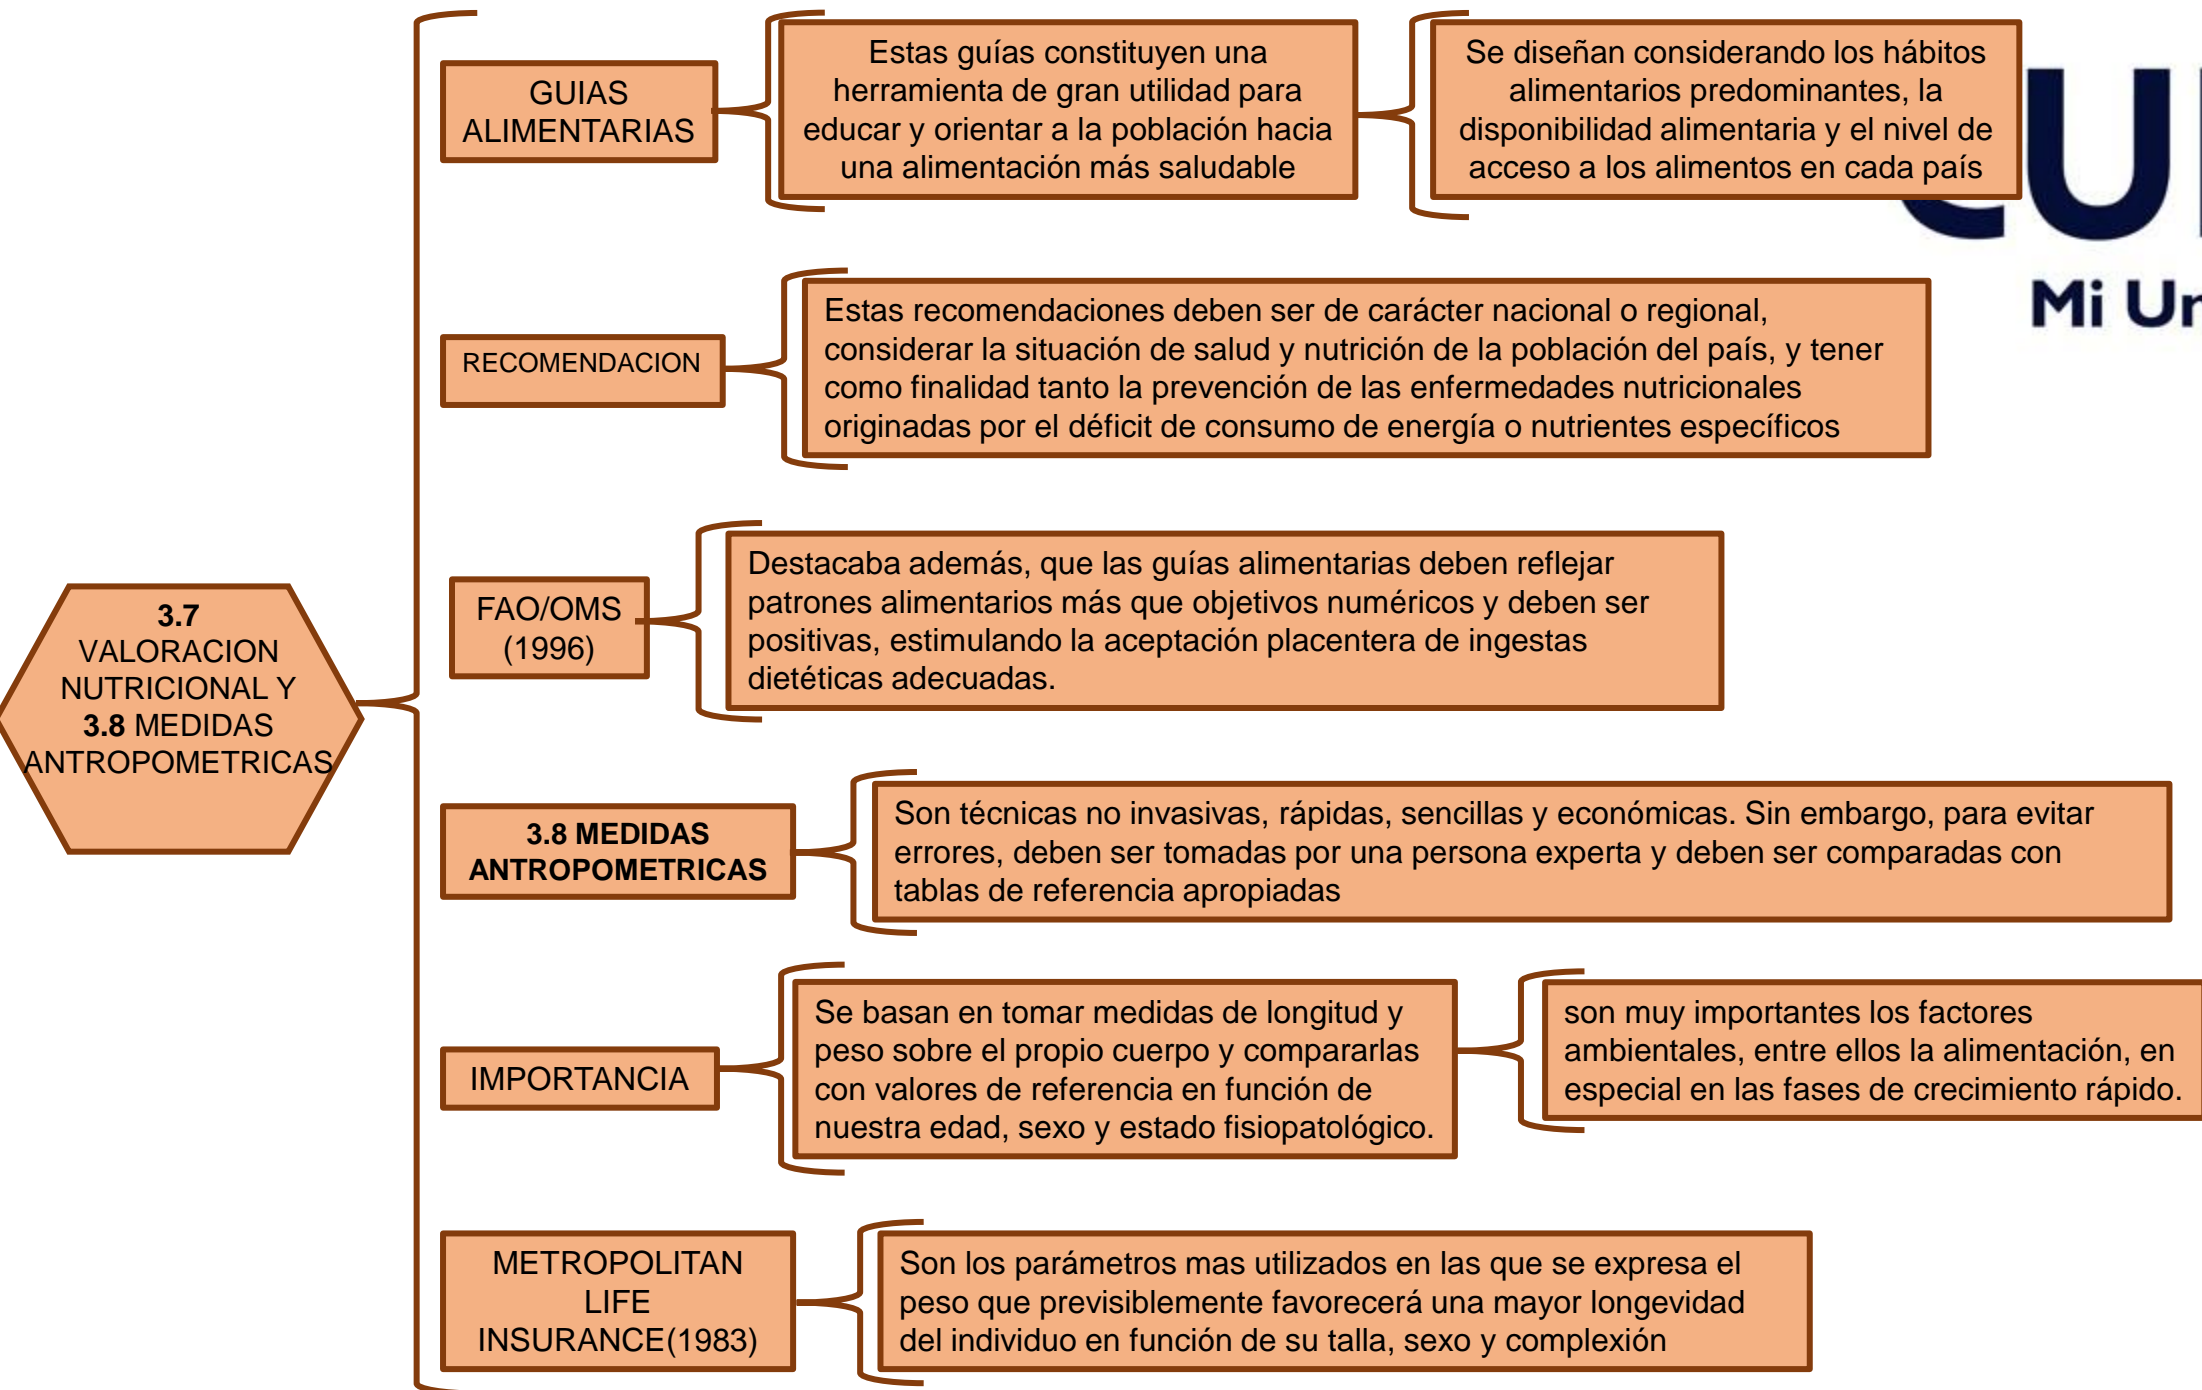 3.7
VALORACION
NUTRICIONAL Y
3.8 MEDIDAS
ANTROPOMETRICAS
GUIAS
ALIMENTARIAS
Estas guías constituyen una
herramienta de gran utilidad para
educar y orientar a la población hacia
una alimentación más saludable
Se diseñan considerando los hábitos
alimentarios predominantes, la
disponibilidad alimentaria y el nivel de
acceso a los alimentos en cada país
Mi
RECOMENDACION
Estas recomendaciones deben ser de carácter nacional o regional,
considerar la situación de salud y nutrición de la población del país, y tener
como finalidad tanto la prevención de las enfermedades nutricionales
originadas por el déficit de consumo de energía o nutrientes específicos
FAO/OMS
(1996)
Destacaba además, que las guías alimentarias deben reflejar
patrones alimentarios más que objetivos numéricos y deben ser
positivas, estimulando la aceptación placentera de ingestas
dietéticas adecuadas.
3.8 MEDIDAS
ANTROPOMETRICAS
Son técnicas no invasivas, rápidas, sencillas y económicas. Sin embargo, para evitar
errores, deben ser tomadas por una persona experta y deben ser comparadas con
tablas de referencia apropiadas
IMPORTANCIA
Se basan en tomar medidas de longitud y
peso sobre el propio cuerpo y compararlas
con valores de referencia en función de
nuestra edad, sexo y estado fisiopatológico.
son muy importantes los factores
ambientales, entre ellos la alimentación, en
especial en las fases de crecimiento rápido.
METROPOLITAN
LIFE
INSURANCE(1983)
Son los parámetros mas utilizados en las que se expresa el
peso que previsiblemente favorecerá una mayor longevidad
del individuo en función de su talla, sexo y complexión